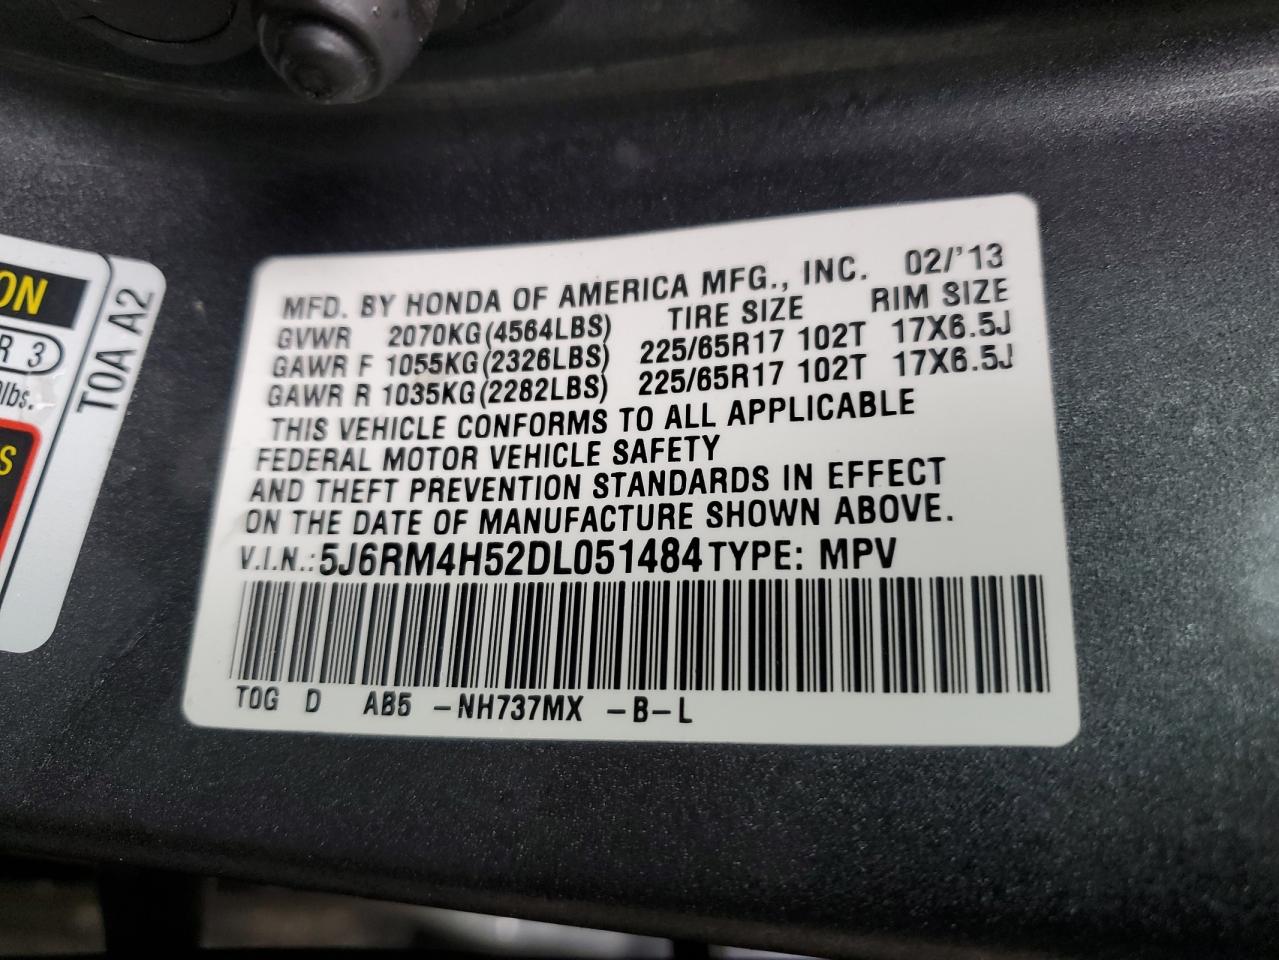 ON
R 3
lbs.
S
T0A A2
MFD. BY HONDA OF AMERICA MFG., INC. 02/'13
GVWR 2070KG(4564LBS) TIRE SIZE RIM SIZE
GAWR F 1055KG(2326LBS) 225/65R17 102T 17X6.5J
GAWR R 1035KG(2282LBS) 225/65R17 102T 17X6.5J
THIS VEHICLE CONFORMS TO ALL APPLICABLE
FEDERAL MOTOR VEHICLE SAFETY
AND THEFT PREVENTION STANDARDS IN EFFECT
ON THE DATE OF MANUFACTURE SHOWN ABOVE.
V.I.N.: 5J6RM4H52DL051484 TYPE: MPV
T0G D AB5 -NH737MX -B-L